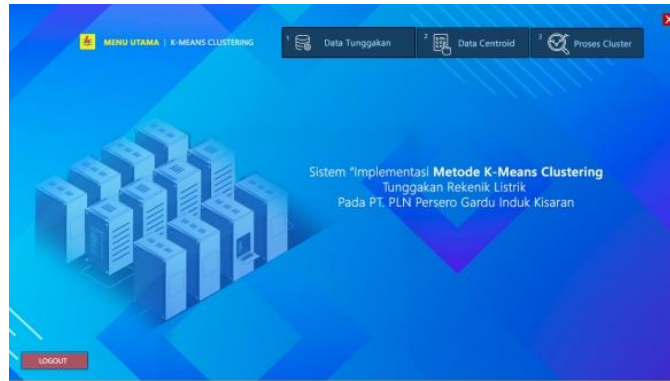 MENU UTAMA | K-MEANS CLUSTERING
1 Data Tunggakan
2 Data Centroid
3 Proses Cluster
X
Sistem "Implementasi Metode K-Means Clustering
Tunggakan Rekenik Listrik
Pada PT. PLN Persero Gardu Induk Kisaran
LOGOUT